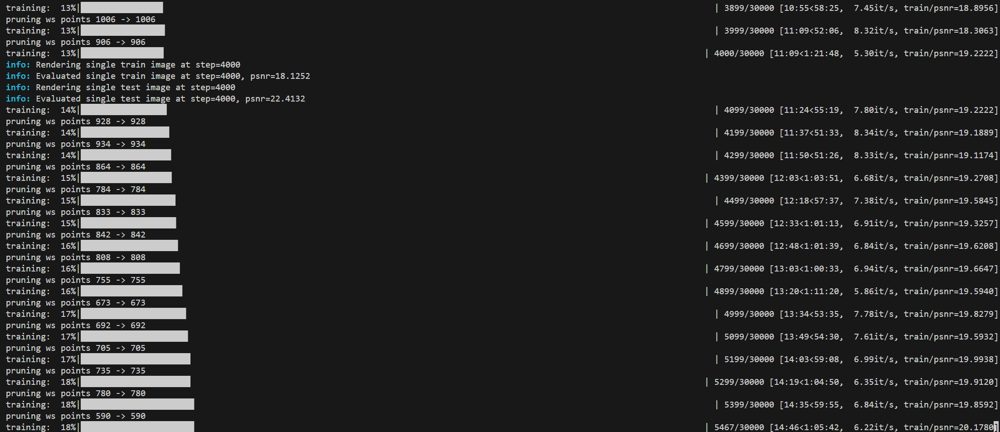 training:  13%| | 3899/30000 [10:55<58:25,  7.45it/s, train/psnr=18.8956]
pruning ws points 1006 -> 1006
training:  13%| | 3999/30000 [11:09<52:06,  8.32it/s, train/psnr=18.3063]
pruning ws points 906 -> 906
training:  13%| | 4000/30000 [11:09<1:21:48,  5.30it/s, train/psnr=19.2222]
info: Rendering single train image at step=4000
info: Evaluated single train image at step=4000, psnr=18.1252
info: Rendering single test image at step=4000
info: Evaluated single test image at step=4000, psnr=22.4132
training:  14%| | 4099/30000 [11:24<55:19,  7.80it/s, train/psnr=19.2222]
pruning ws points 928 -> 928
training:  14%| | 4199/30000 [11:37<51:33,  8.34it/s, train/psnr=19.1889]
pruning ws points 934 -> 934
training:  14%| | 4299/30000 [11:50<51:26,  8.33it/s, train/psnr=19.1174]
pruning ws points 864 -> 864
training:  15%| | 4399/30000 [12:03<1:03:51,  6.68it/s, train/psnr=19.2708]
pruning ws points 784 -> 784
training:  15%| | 4499/30000 [12:18<57:37,  7.38it/s, train/psnr=19.5845]
pruning ws points 833 -> 833
training:  15%| | 4599/30000 [12:33<1:01:13,  6.91it/s, train/psnr=19.3257]
pruning ws points 842 -> 842
training:  16%| | 4699/30000 [12:48<1:01:39,  6.84it/s, train/psnr=19.6208]
pruning ws points 808 -> 808
training:  16%| | 4799/30000 [13:03<1:00:33,  6.94it/s, train/psnr=19.6647]
pruning ws points 755 -> 755
training:  16%| | 4899/30000 [13:20<1:11:20,  5.86it/s, train/psnr=19.5940]
pruning ws points 673 -> 673
training:  17%| | 4999/30000 [13:34<53:35,  7.78it/s, train/psnr=19.8279]
pruning ws points 692 -> 692
training:  17%| | 5099/30000 [13:49<54:30,  7.61it/s, train/psnr=19.5932]
pruning ws points 705 -> 705
training:  17%| | 5199/30000 [14:03<59:08,  6.99it/s, train/psnr=19.9938]
pruning ws points 735 -> 735
training:  18%| | 5299/30000 [14:19<1:04:50,  6.35it/s, train/psnr=19.9120]
pruning ws points 780 -> 780
training:  18%| | 5399/30000 [14:35<59:55,  6.84it/s, train/psnr=19.8592]
pruning ws points 590 -> 590
training:  18%| | 5467/30000 [14:46<1:05:42,  6.22it/s, train/psnr=20.1780]